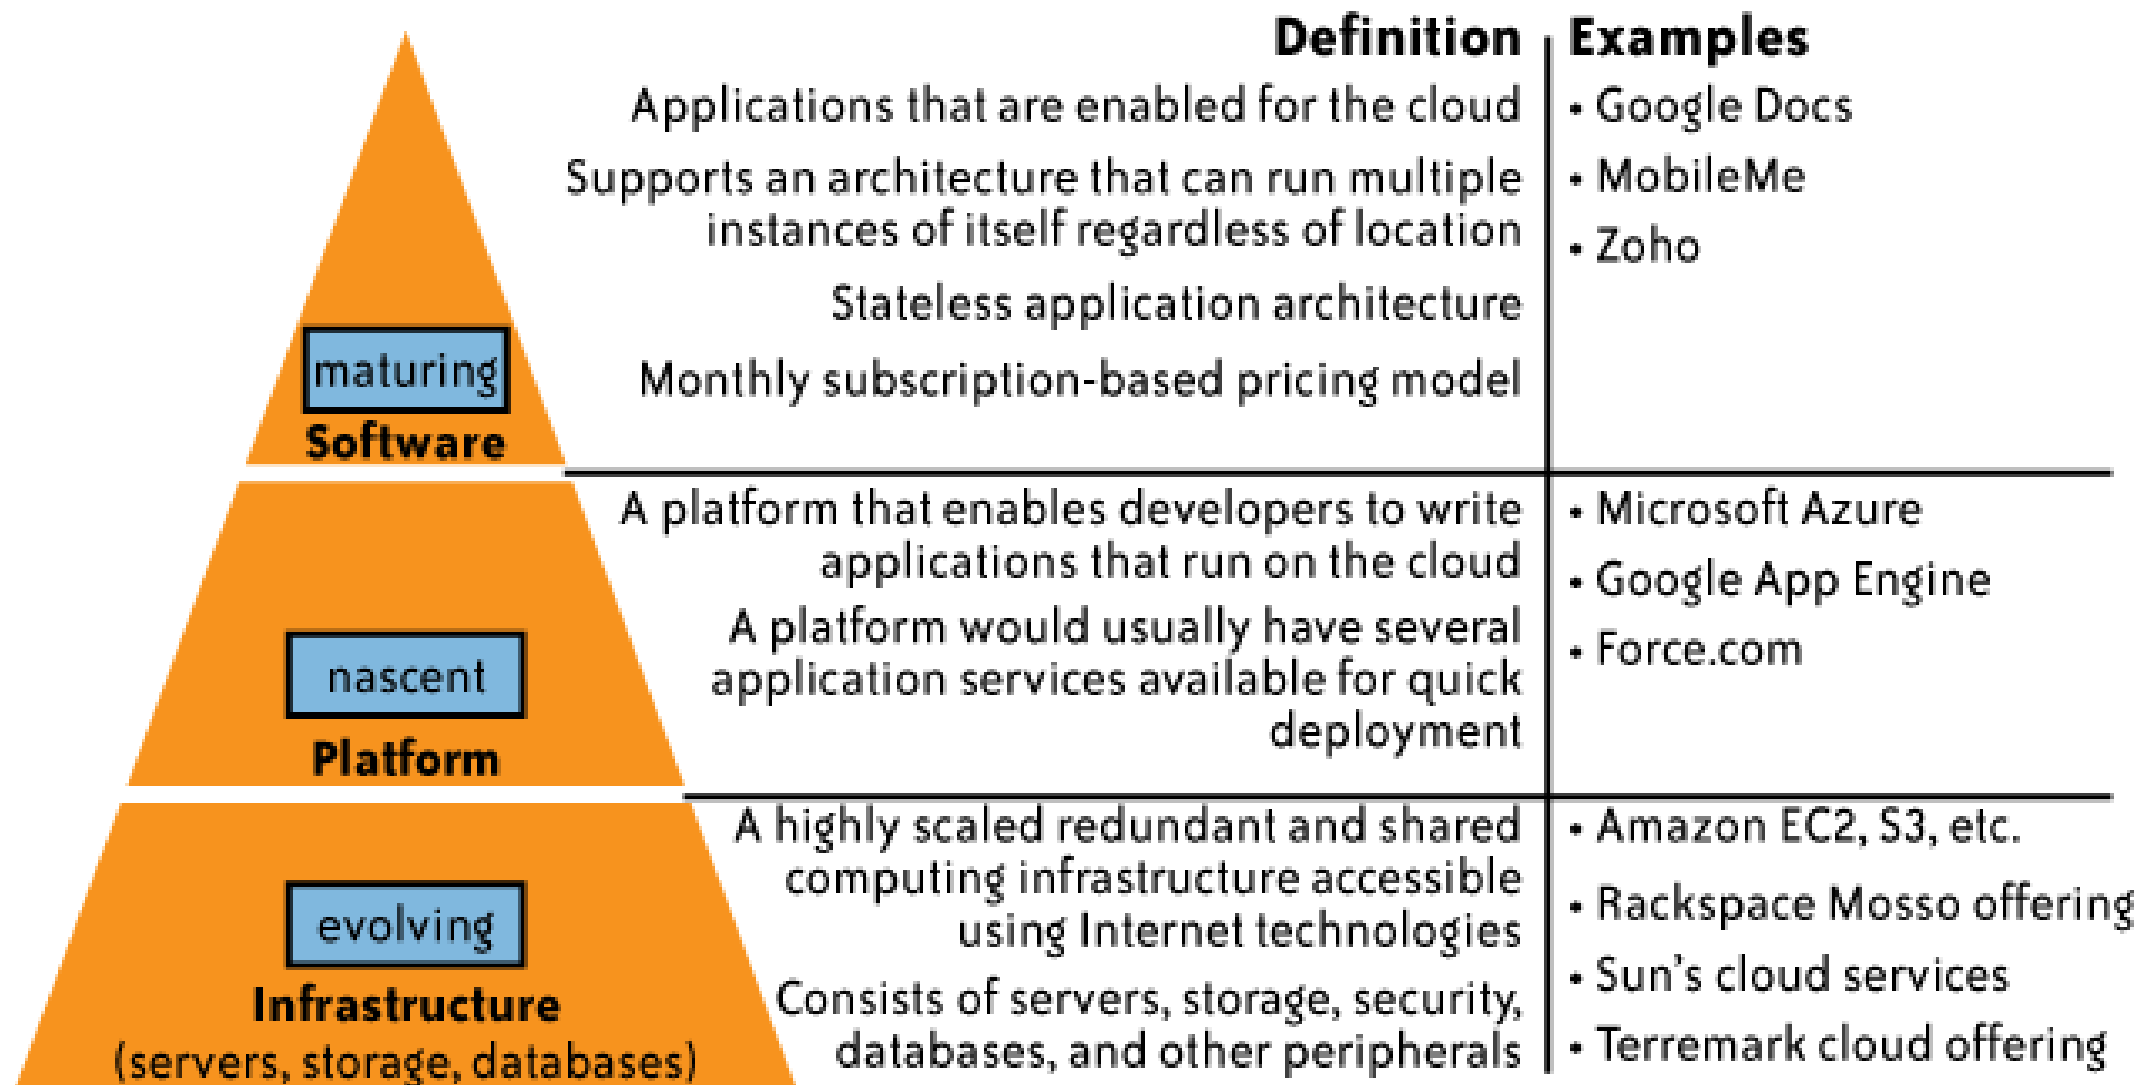 Definition
Examples
Applications that are enabled for the cloud
Supports an architecture that can run multiple
instances of itself regardless of location
Stateless application architecture
Monthly subscription-based pricing model
• Google Docs
• MobileMe
• Zoho
maturing
Software
A platform that enables developers to write
applications that run on the cloud
A platform would usually have several
application services available for quick
deployment
• Microsoft Azure
• Google App Engine
• Force.com
nascent
Platform
A highly scaled redundant and shared
computing infrastructure accessible
using Internet technologies
Consists of servers, storage, security,
databases, and other peripherals
• Amazon EC2, S3, etc.
• Rackspace Mosso offering
• Sun's cloud services
• Terremark cloud offering
evolving
Infrastructure
(servers, storage, databases)